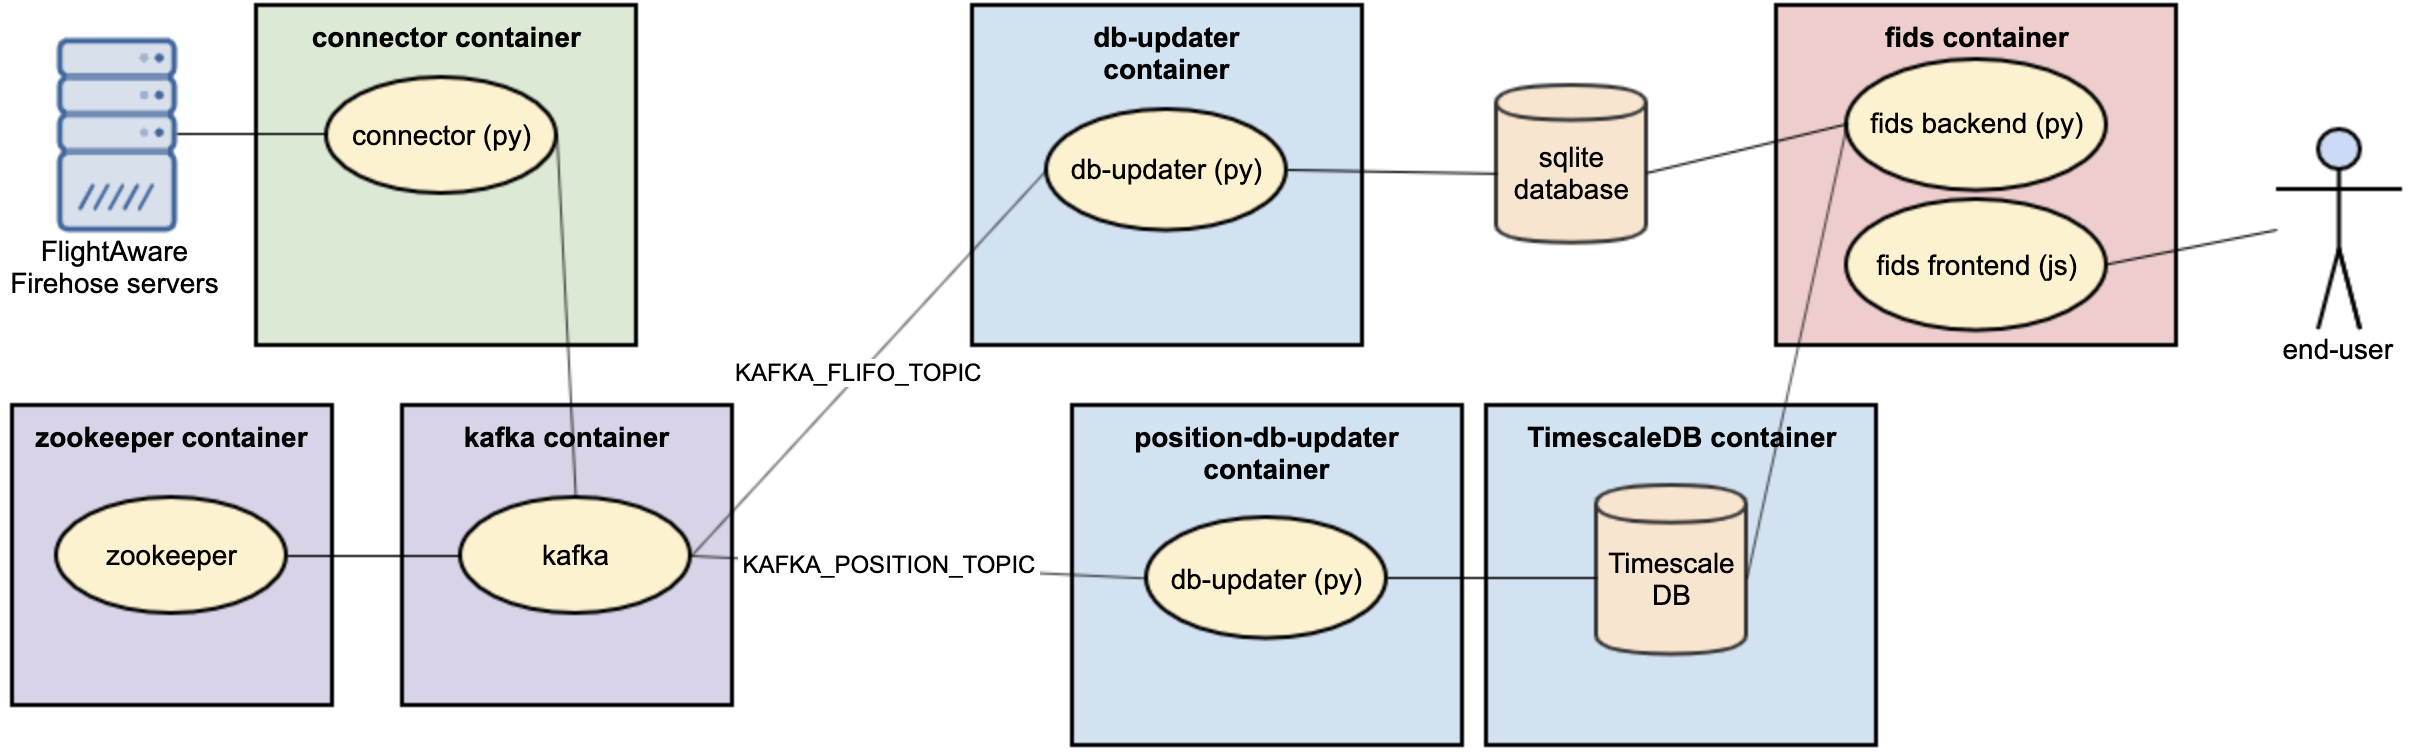 connector container
connector (py)
FlightAware
Firehose servers
db-updater
container
db-updater (py)
sqlite
database
fids container
fids backend (py)
fids frontend (js)
end-user
KAFKA_FLIFO_TOPIC
zookeeper container
zookeeper
kafka container
kafka
KAFKA_POSITION_TOPIC
position-db-updater
container
db-updater (py)
TimescaleDB container
Timescale
DB